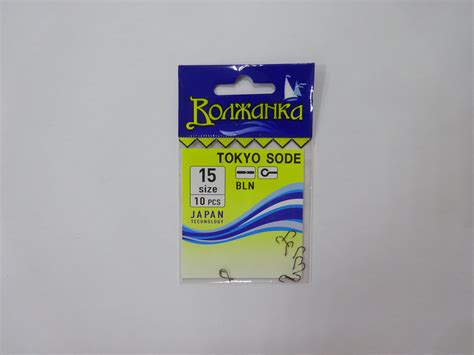 Волжанка
TOKYO SODE
15
size
10 PCS
BLN
JAPAN
TECHNOLOGY